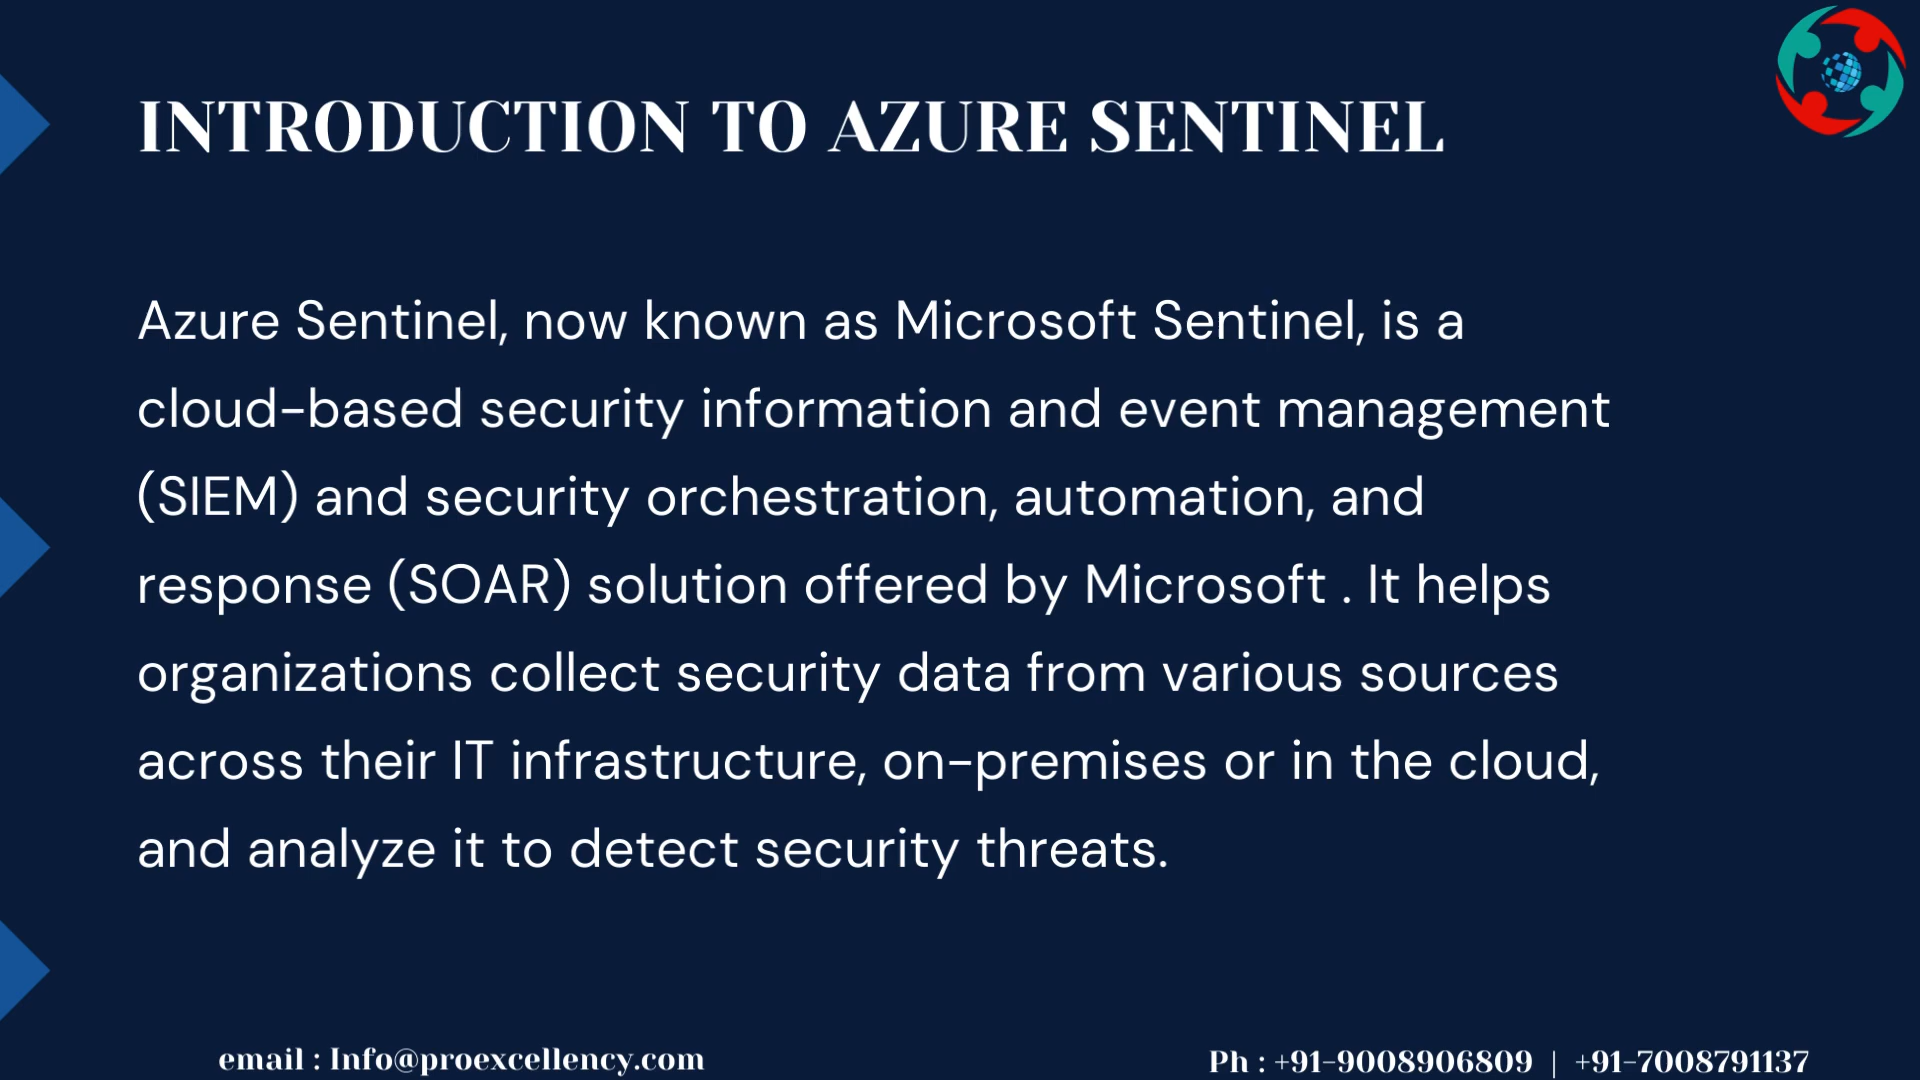 INTRODUCTION TO AZURE SENTINEL
Azure Sentinel, now known as Microsoft Sentinel, is a
cloud-based security information and event management
(SIEM) and security orchestration, automation, and
response (SOAR) solution offered by Microsoft . It helps
organizations collect security data from various sources
across their IT infrastructure, on-premises or in the cloud,
and analyze it to detect security threats.
email : Info@proexcellency.com
Ph : +91-9008906809 | +91-7008791137